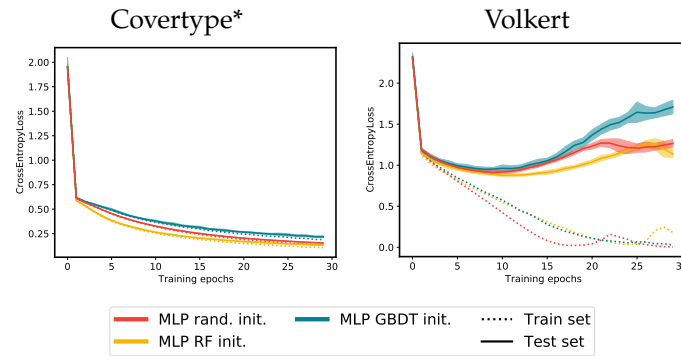 Covertype*
Volkert
2.00
1.75
1.50
1.25
1.00
0.75
0.50
0.25
CrossEntropyLoss
0 5 10 15 20 25 30
Training epochs
2.0
1.5
1.0
0.5
0.0
CrossEntropyLoss
0 5 10 15 20 25 30
Training epochs
MLP rand. init. MLP GBDT init. Train set
MLP RF init. Test set